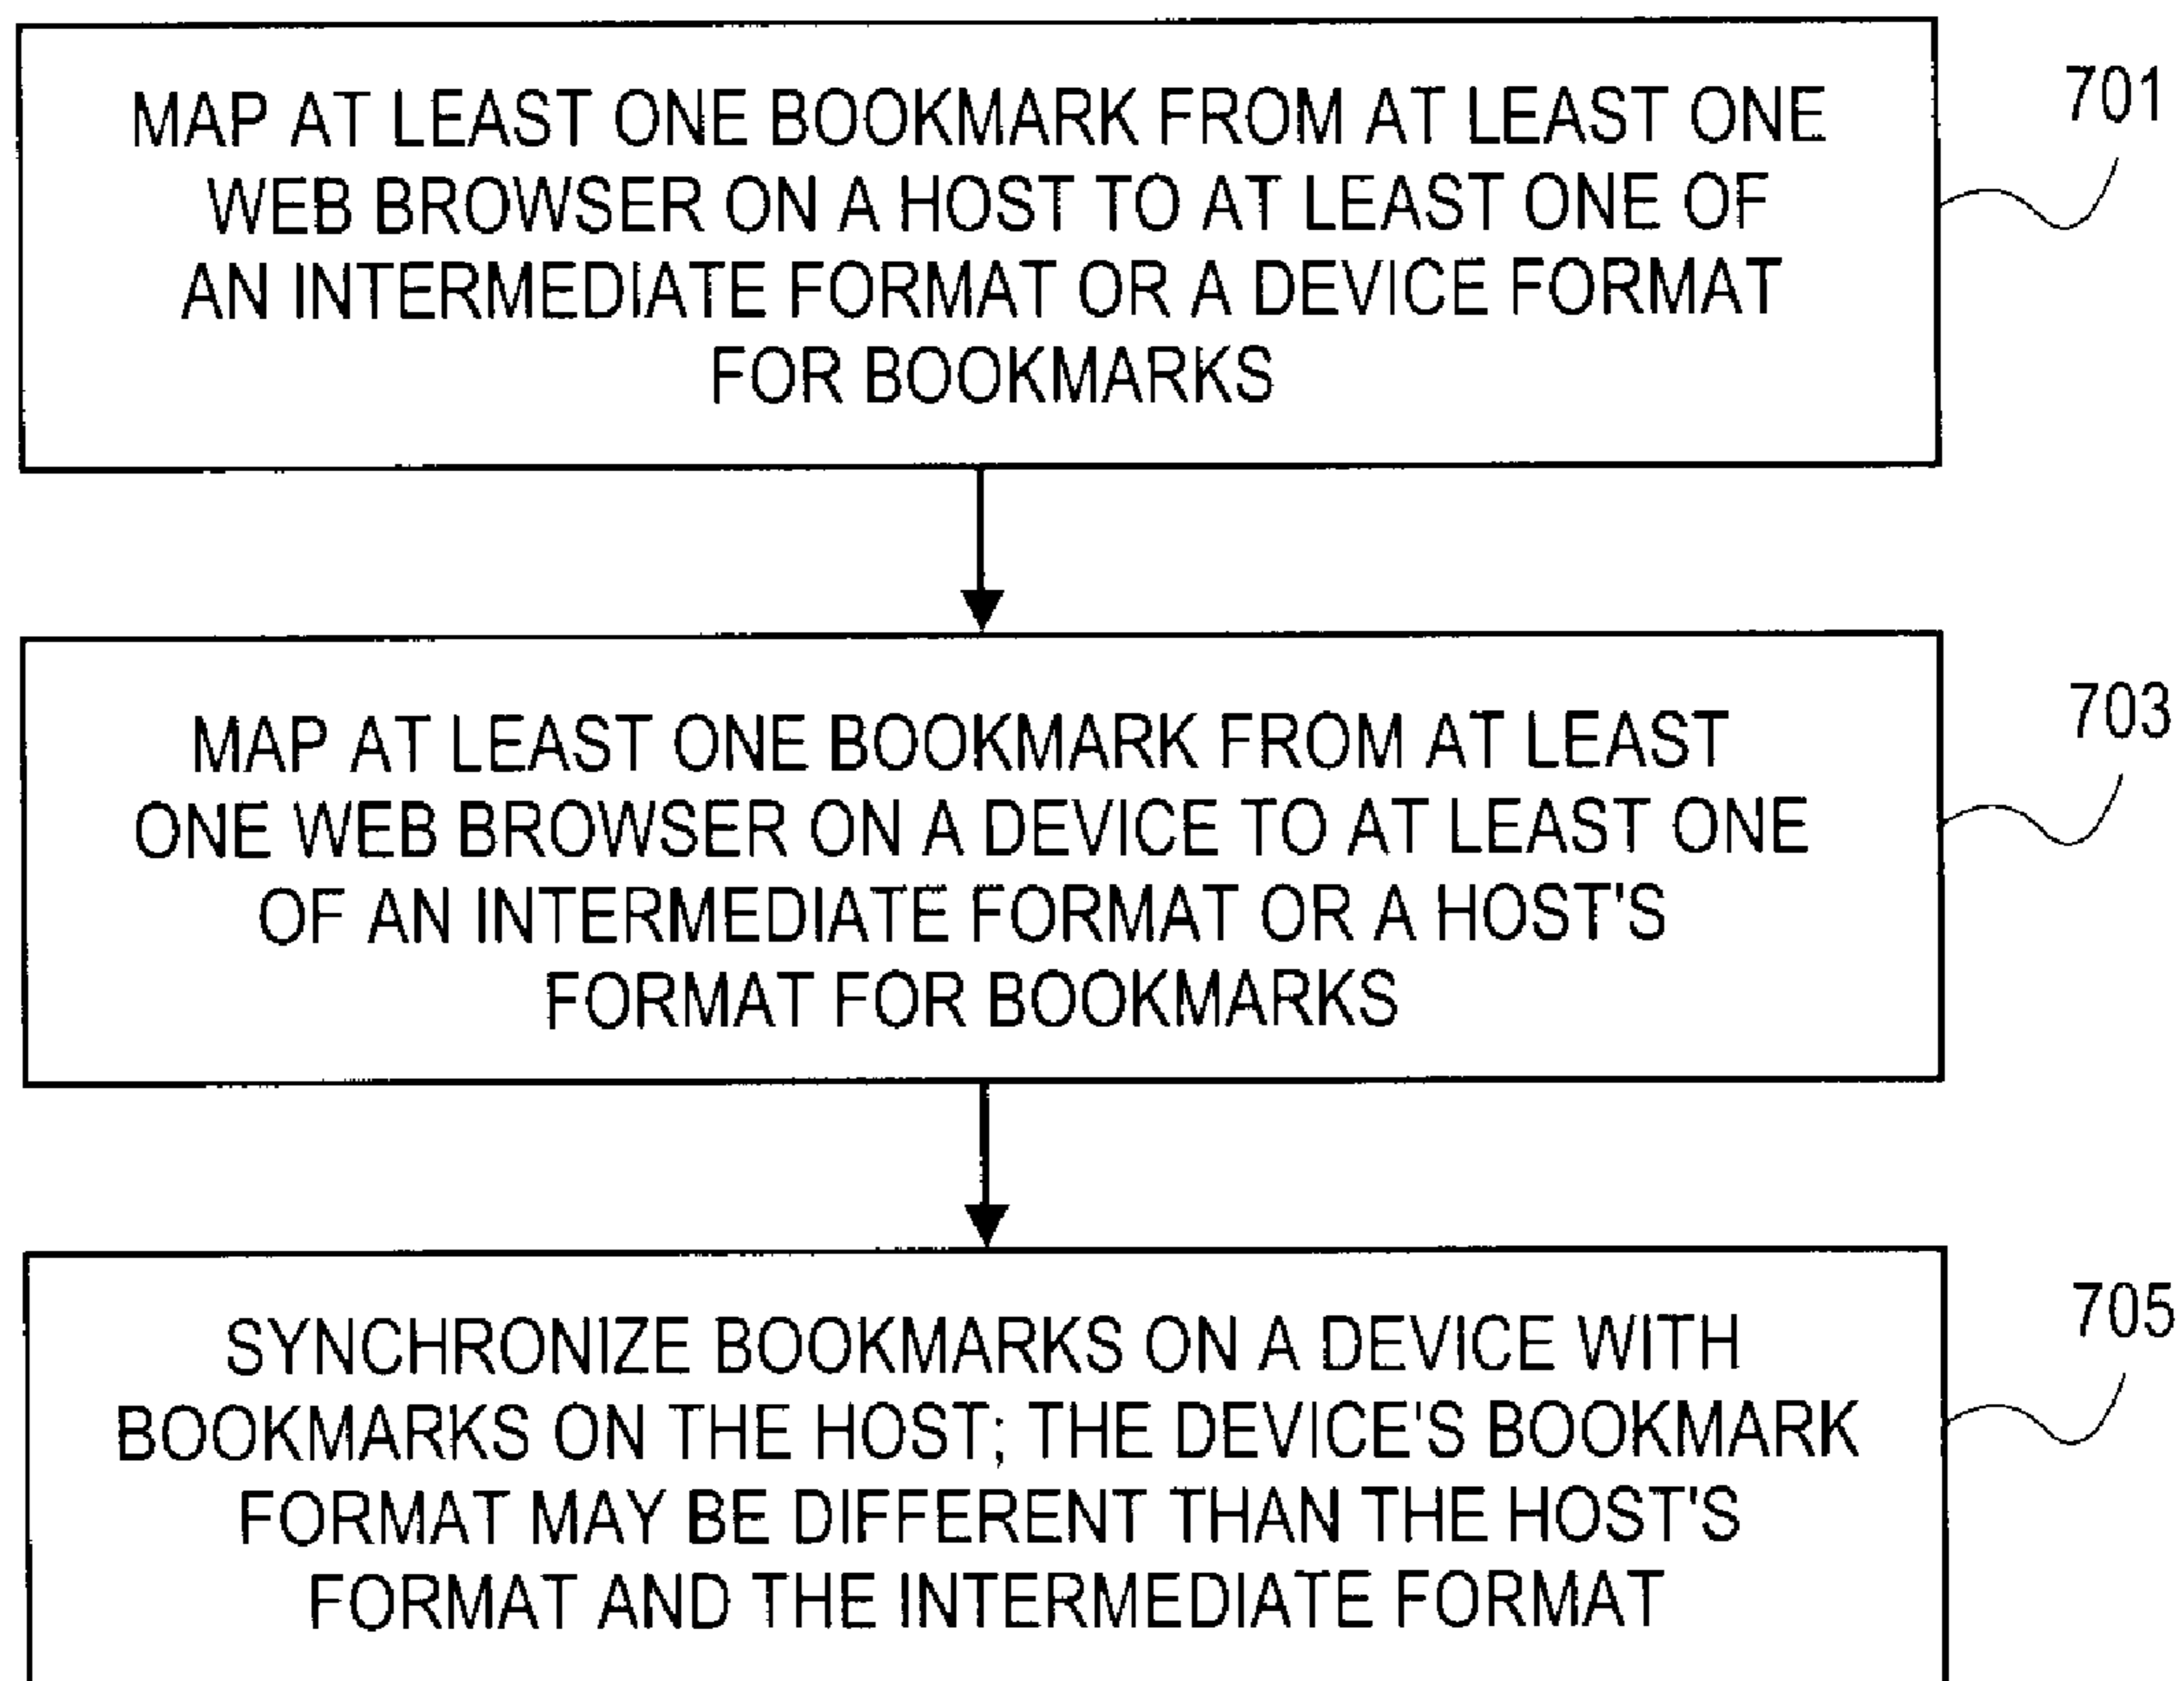 MAP AT LEAST ONE BOOKMARK FROM AT LEAST ONE
WEB BROWSER ON A HOST TO AT LEAST ONE OF
AN INTERMEDIATE FORMAT OR A DEVICE FORMAT
FOR BOOKMARKS
701
MAP AT LEAST ONE BOOKMARK FROM AT LEAST
ONE WEB BROWSER ON A DEVICE TO AT LEAST ONE
OF AN INTERMEDIATE FORMAT OR A HOST'S
FORMAT FOR BOOKMARKS
703
SYNCHRONIZE BOOKMARKS ON A DEVICE WITH
BOOKMARKS ON THE HOST; THE DEVICE'S BOOKMARK
FORMAT MAY BE DIFFERENT THAN THE HOST'S
FORMAT AND THE INTERMEDIATE FORMAT
705